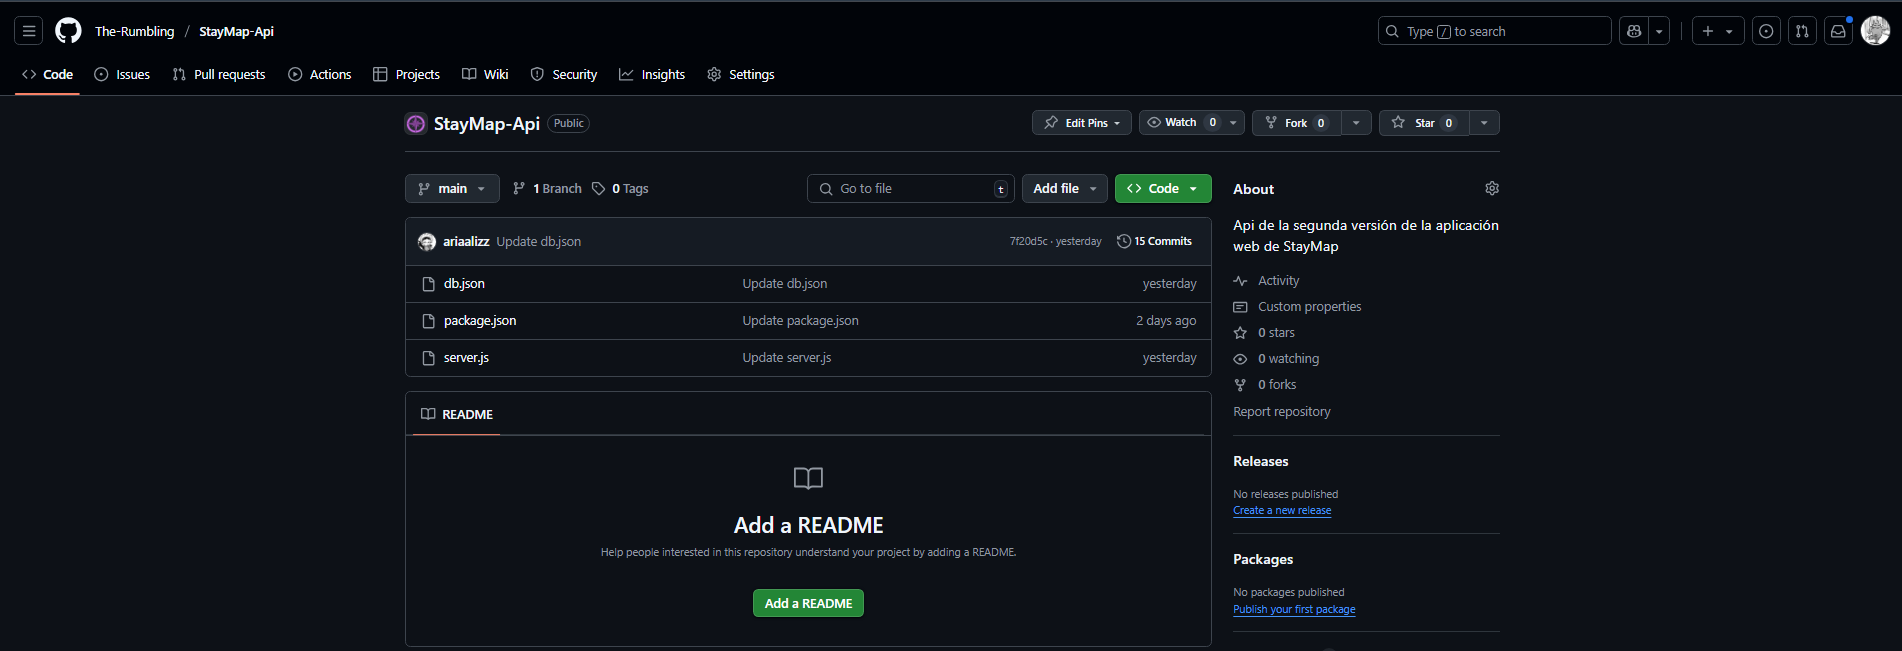 The-Rumbling / StayMap-Api
Type / to search
Code Issues Pull requests Actions Projects Wiki Security Insights Settings
StayMap-Api Public
Edit Pins Watch 0 Fork 0 Star 0
main 1 Branch 0 Tags
Go to file t
Add file
Code
ariaalizz Update db.json 7f20d5c · yesterday 15 Commits
db.json Update db.json yesterday
package.json Update package.json 2 days ago
server.js Update server.js yesterday
README
Add a README
Help people interested in this repository understand your project by adding a README.
Add a README
About
Api de la segunda versión de la aplicación
web de StayMap
Activity
Custom properties
0 stars
0 watching
0 forks
Report repository
Releases
No releases published
Create a new release
Packages
No packages published
Publish your first package